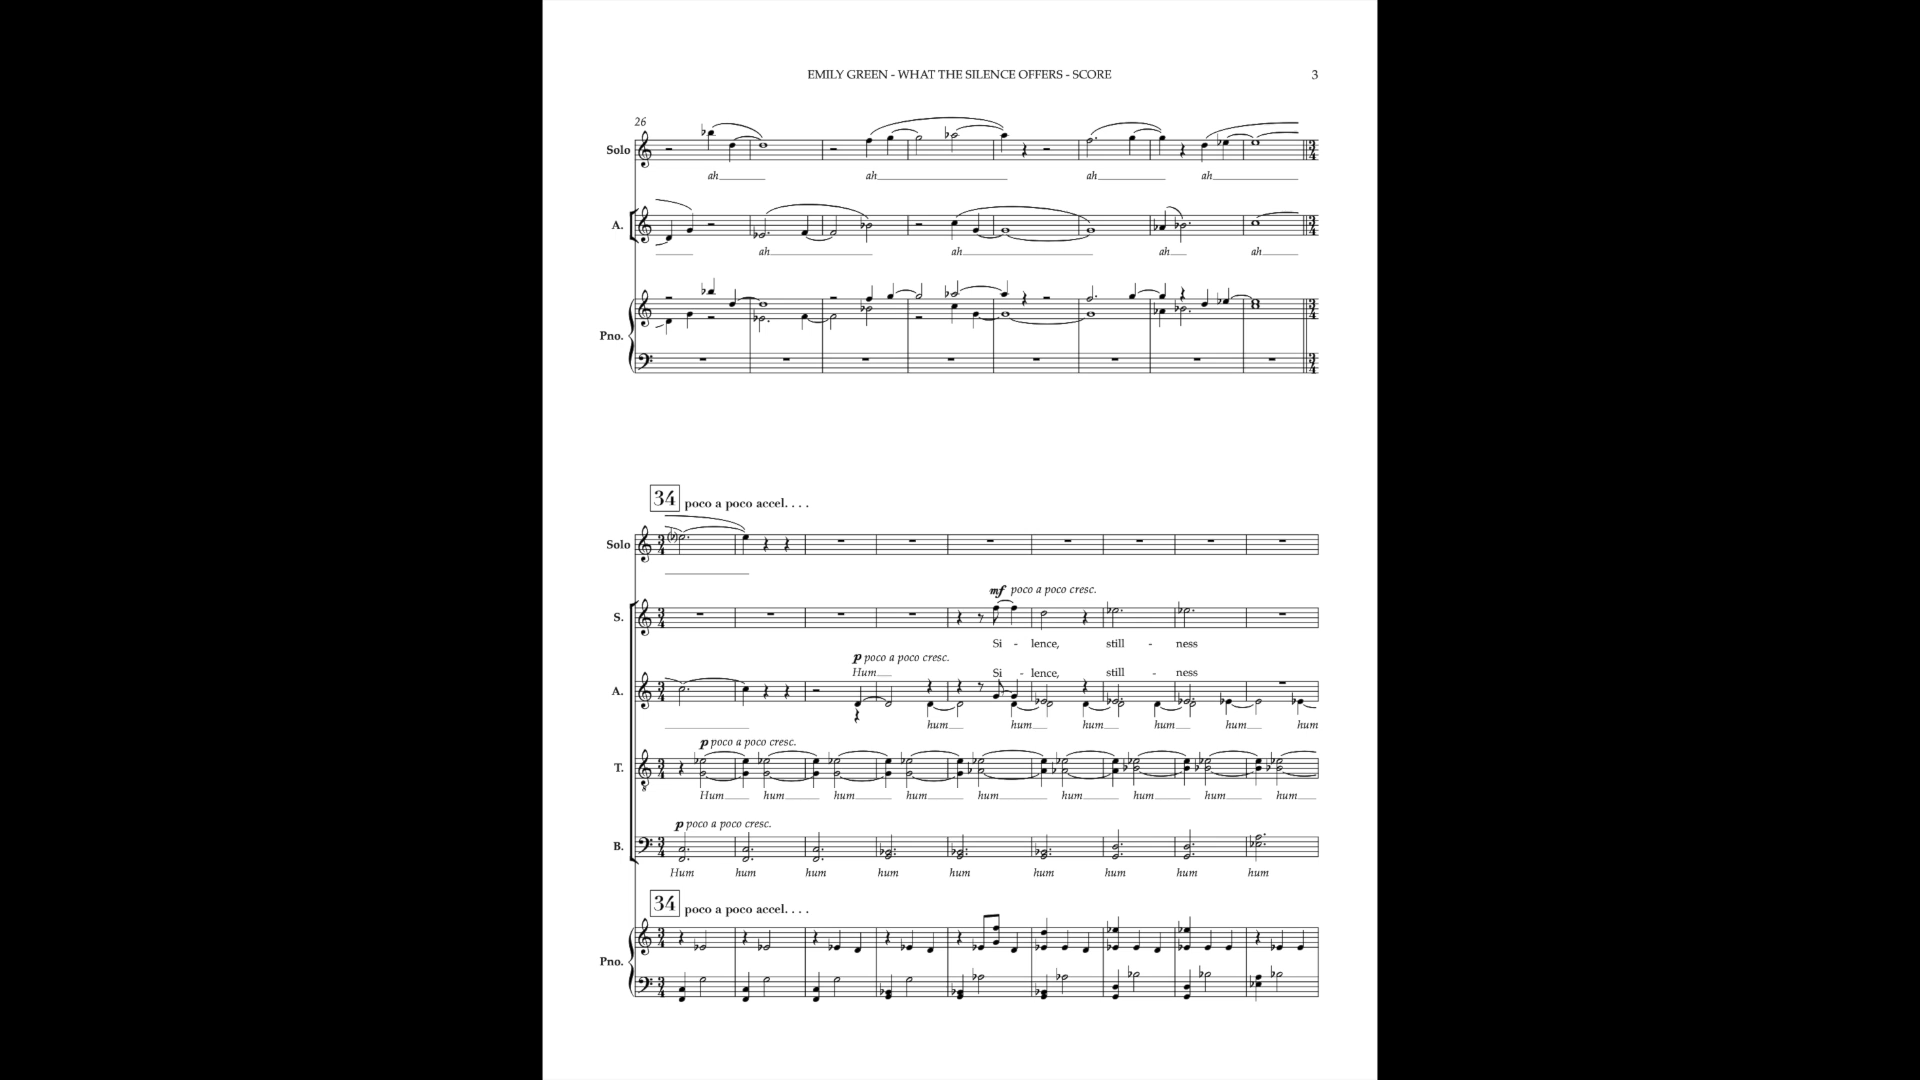 EMILY GREEN - WHAT THE SILENCE OFFERS - SCORE 3
26
Solo
ah ah ah ah
A.
ah ah ah ah
Pno.
3 4
34 poco a poco accel. . . .
Solo
mf poco a poco cresc.
S.
Si - lence, still - ness
p poco a poco cresc.
Hum Si - lence, still - ness
A.
hum hum hum hum hum hum
p poco a poco cresc.
T.
Hum hum hum hum hum hum hum hum hum
p poco a poco cresc.
B.
Hum hum hum hum hum hum hum hum hum
34 poco a poco accel. . . .
Pno.